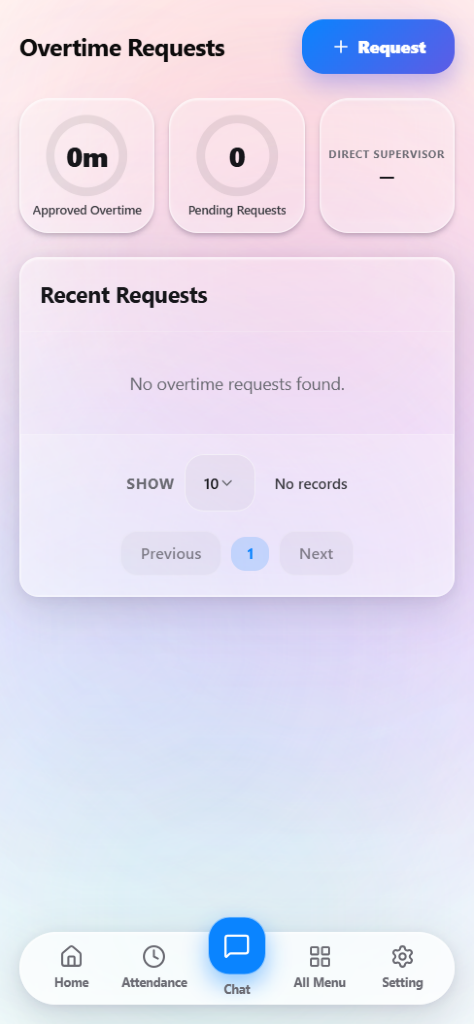 Overtime Requests
+ Request
0m
Approved Overtime
0
Pending Requests
DIRECT SUPERVISOR
—
Recent Requests
No overtime requests found.
SHOW 10 No records
Previous 1 Next
Home Attendance Chat All Menu Setting